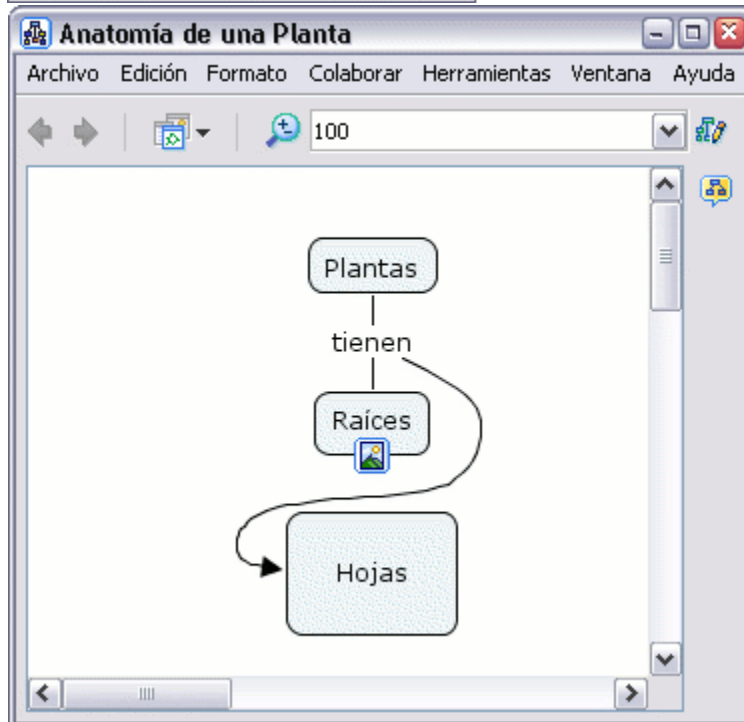 Anatomía de una Planta
Archivo Edición Formato Colaborar Herramientas Ventana Ayuda
100
Plantas
tienen
Raíces
Hojas